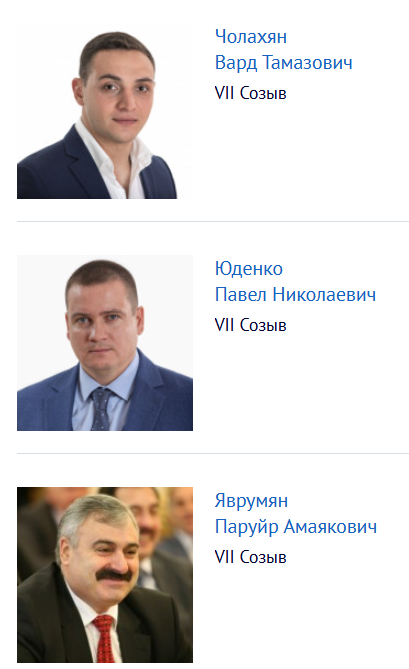 Чолахян
Вард Тамазович
VII Созыв
Юденко
Павел Николаевич
VII Созыв
Яврумян
Паруйр Амаякович
VII Созыв